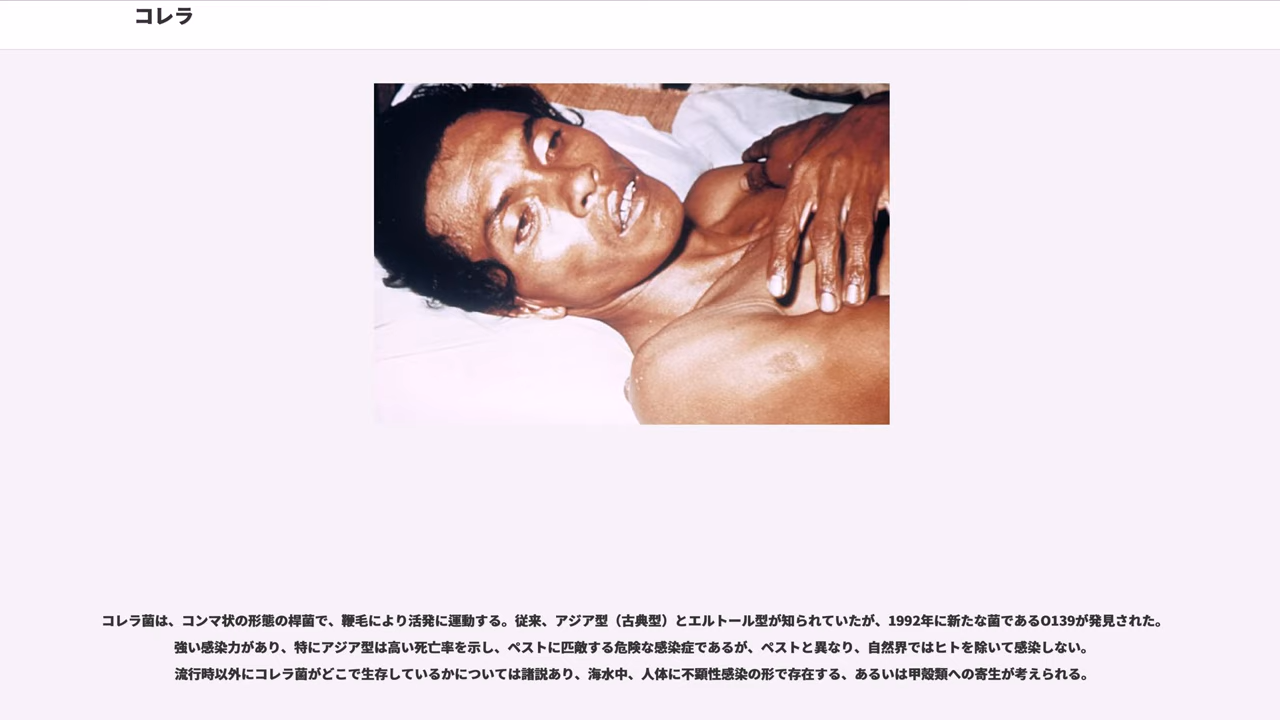 コレラ
コレラ菌は、コンマ状の形態の桿菌で、鞭毛により活発に運動する。従来、アジア型（古典型）とエルトール型が知られていたが、1992年に新たな菌であるO139が発見された。
強い感染力があり、特にアジア型は高い死亡率を示し、ペストに匹敵する危険な感染症であるが、ペストと異なり、自然界ではヒトを除いて感染しない。
流行時以外にコレラ菌がどこで生存しているかについては諸説あり、海水中、人体に不顕性感染の形で存在する、あるいは甲殻類への寄生が考えられる。